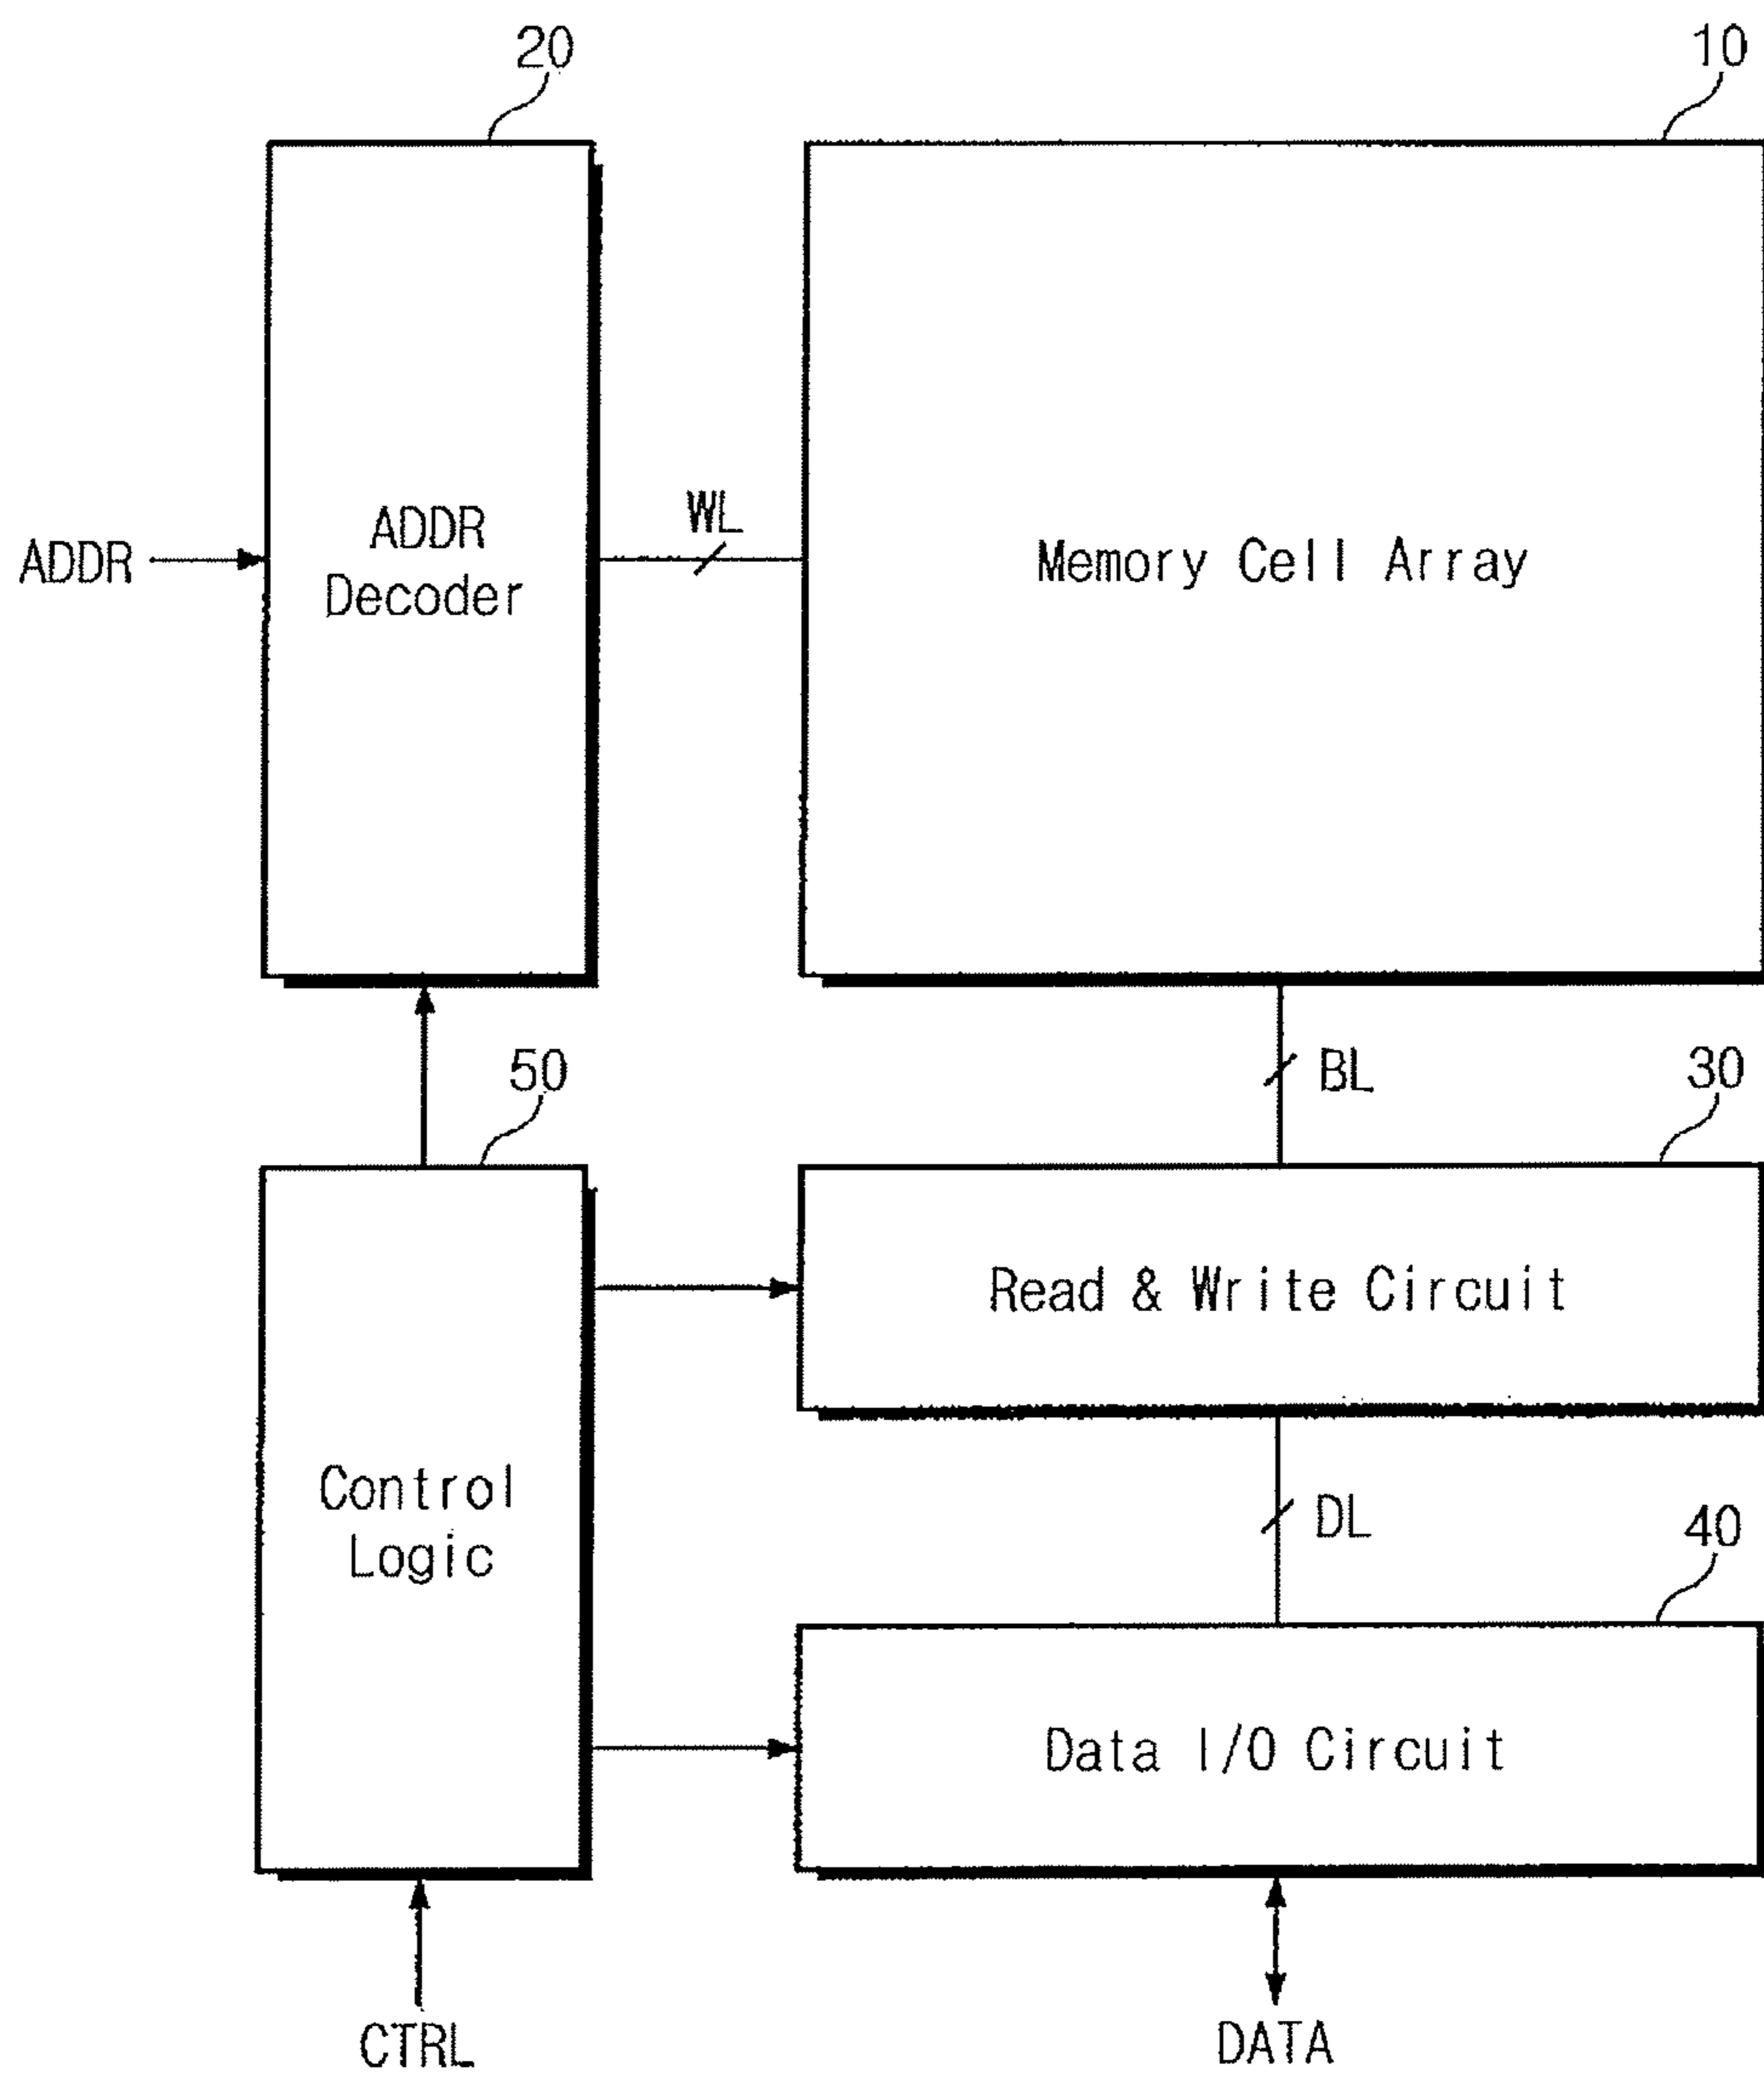 20
10
ADDR
ADDR
Decoder
WL
Memory Cell Array
50
BL
30
Read & Write Circuit
Control
Logic
DL
40
Data I/O Circuit
CTRL
DATA